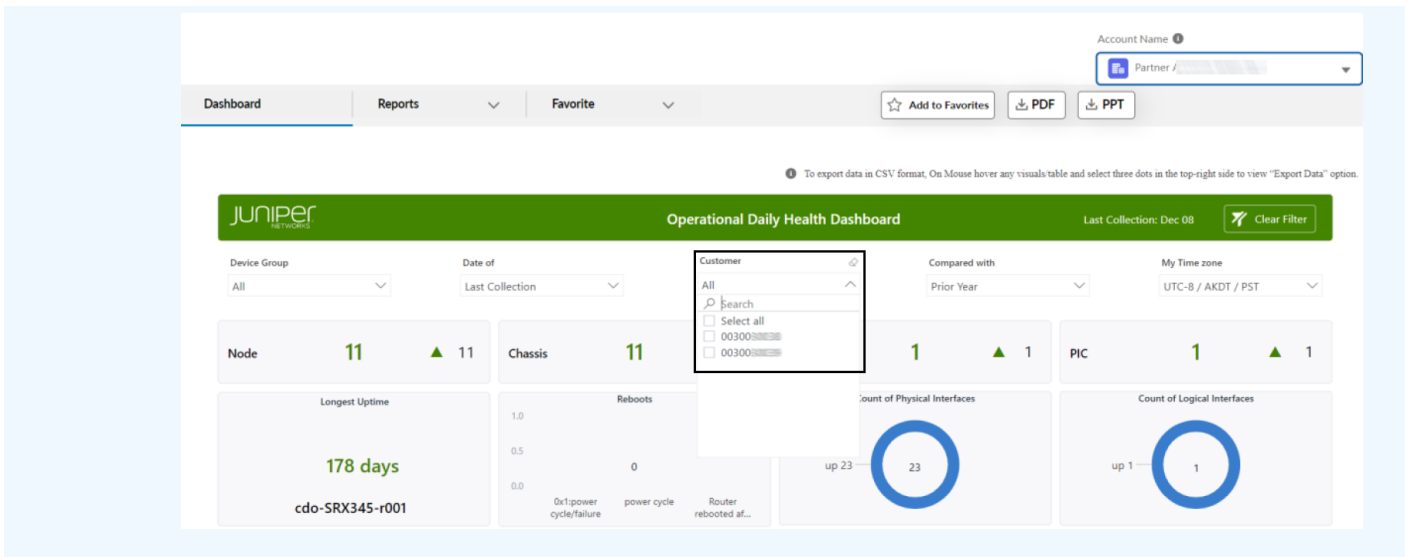 Account Name
Partner
Dashboard Reports Favorite Add to Favorites PDF PPT
To export data in CSV format, On Mouse hover any visuals/table and select three dots in the top-right side to view “Export Data” option.
JUNIPER
NETWORKS
Operational Daily Health Dashboard
Last Collection: Dec 08
Clear Filter
Device Group Date of Customer Compared with My Time zone
All Last Collection All Prior Year UTC-8 / AKDT / PST
Search
Select all
00300
00300
Node 11 11 Chassis 11 1 1 PIC 1 1
Longest Uptime
178 days
cdo-SRX345-r001
Reboots
1.0
0.5
0
0.0
0x1:power
cycle/failure
power cycle
Router
rebooted af...
Count of Physical Interfaces
up 23
23
Count of Logical Interfaces
up 1
1